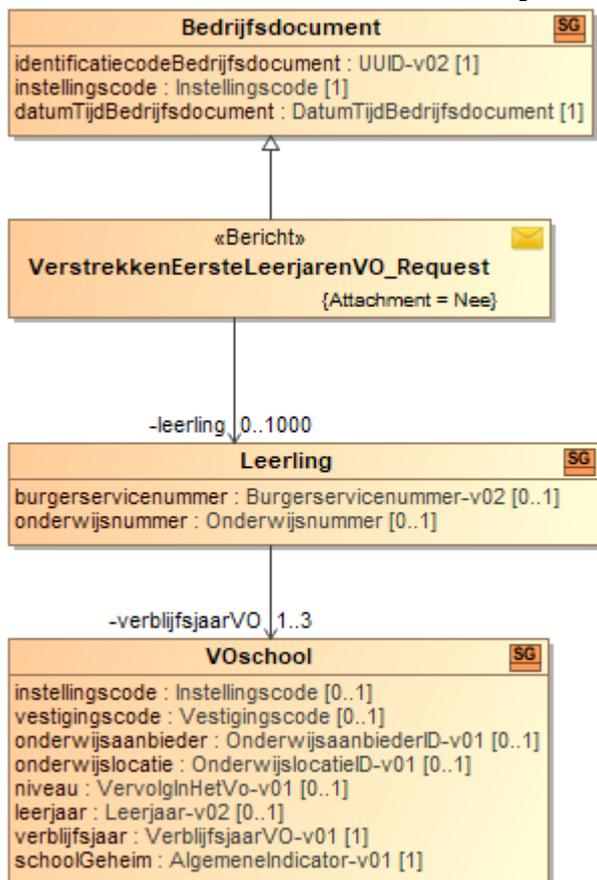 Bedrijfsdocument SG
identificatiecodeBedrijfsdocument : UUID-v02 [1]
instellingscode : Instellingscode [1]
datumTijdBedrijfsdocument : DatumTijdBedrijfsdocument [1]
«Bericht»
VerstrekkenEersteLeerjarenVO_Request
{Attachment = Nee}
-leerling 0..1000
Leerling SG
burgerservicenummer : Burgerservicenummer-v02 [0..1]
onderwijsnummer : Onderwijsnummer [0..1]
-verblijfsjaarVO 1..3
VOschool SG
instellingscode : Instellingscode [0..1]
vestigingscode : Vestigingscode [0..1]
onderwijsaanbieder : OnderwijsaanbiederID-v01 [0..1]
onderwijslocatie : OnderwijslocatieID-v01 [0..1]
niveau : VervolgInHetVo-v01 [0..1]
leerjaar : Leerjaar-v02 [0..1]
verblijfsjaar : VerblijfsjaarVO-v01 [1]
schoolGeheim : AlgemeneIndicator-v01 [1]